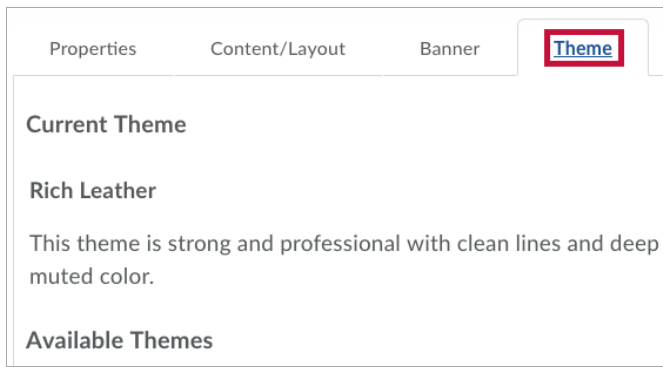 Properties Content/Layout Banner Theme
Current Theme
Rich Leather
This theme is strong and professional with clean lines and deep
muted color.
Available Themes